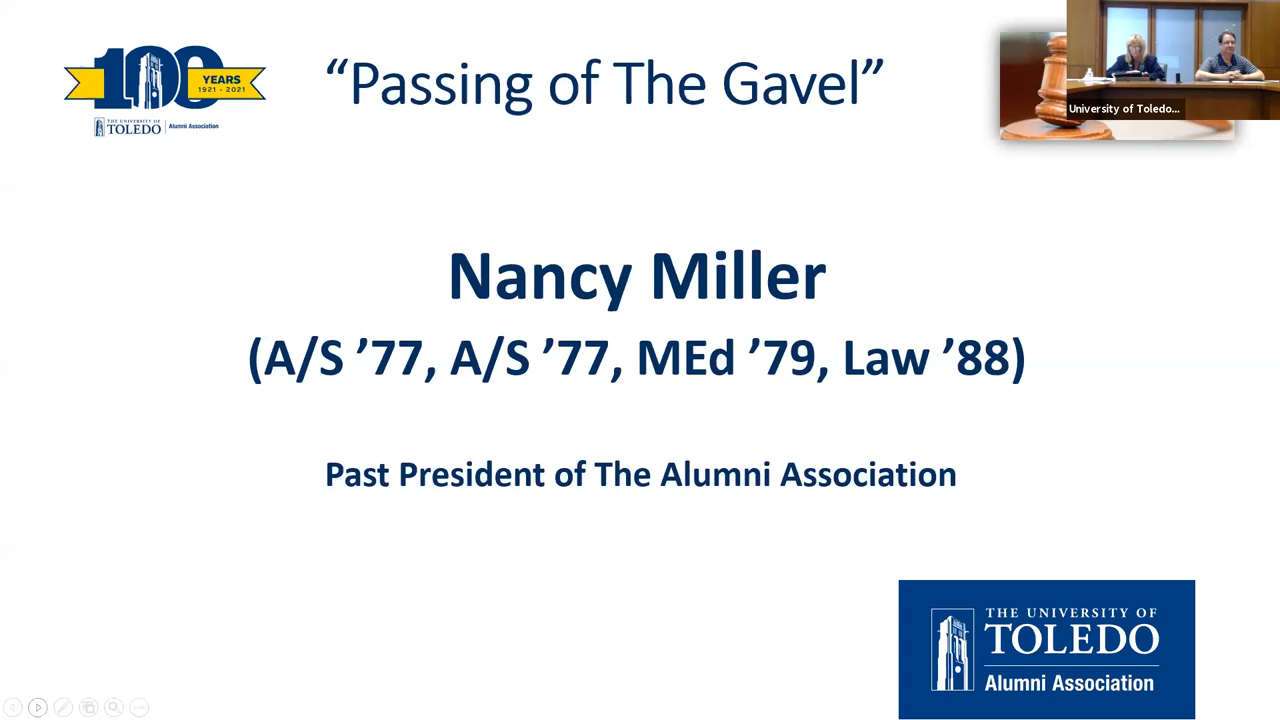 100
YEARS
1921 - 2021
THE UNIVERSITY OF
TOLEDO
Alumni Association
“Passing of The Gavel”
University of Toledo...
Nancy Miller
(A/S ’77, A/S ’77, MEd ’79, Law ’88)
Past President of The Alumni Association
THE UNIVERSITY OF
TOLEDO
Alumni Association